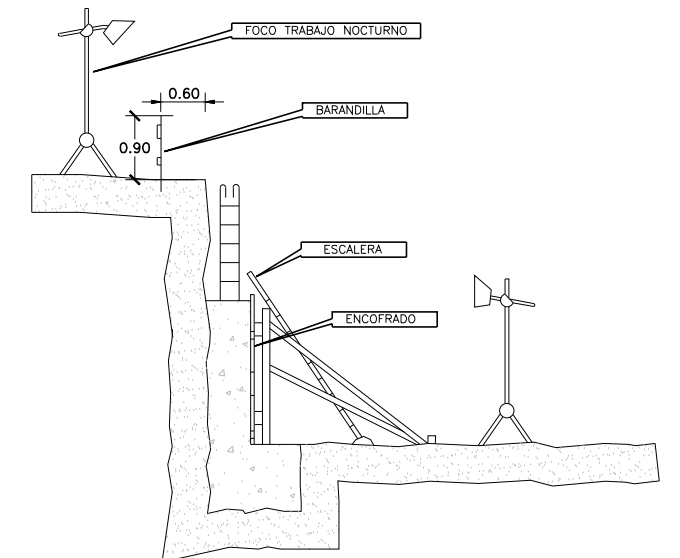 FOCO TRABAJO NOCTURNO
0.60
BARANDILLA
0.90
ESCALERA
ENCOFRADO